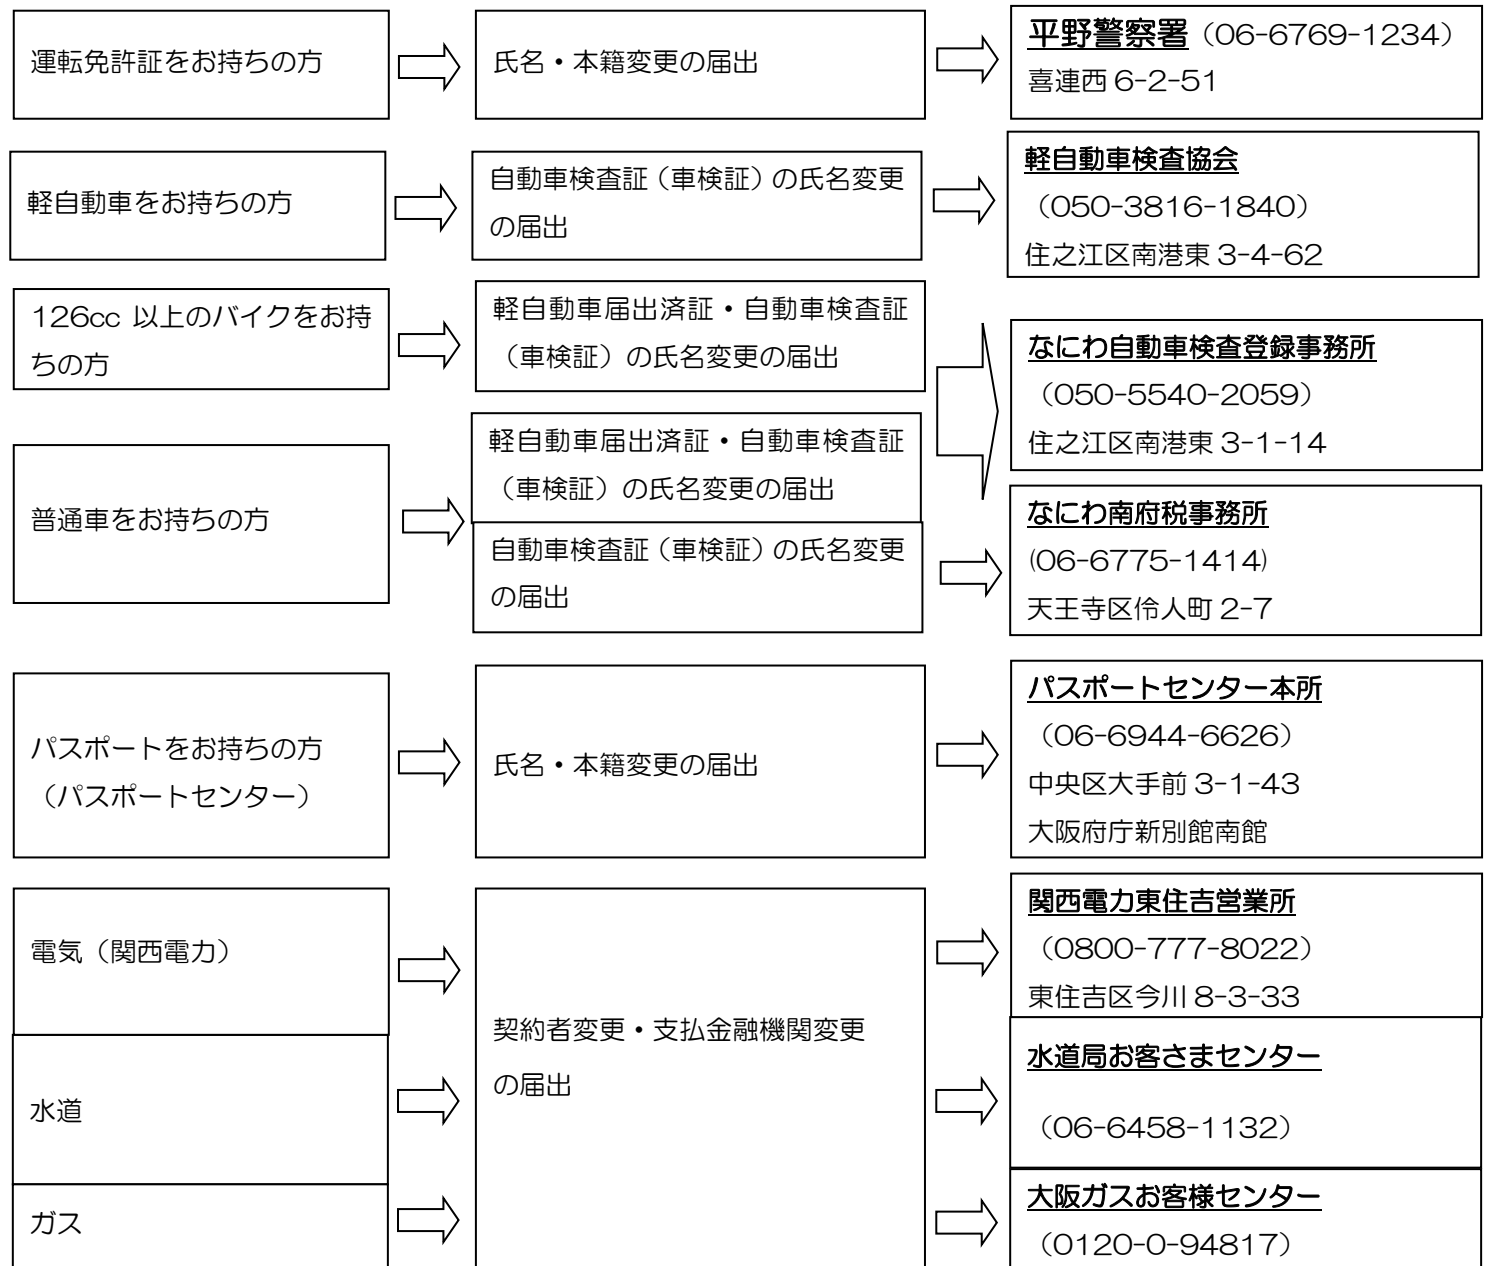 運転免許証をお持ちの方
氏名・本籍変更の届出
平野警察署（06-6769-1234）
喜連西 6-2-51
軽自動車をお持ちの方
自動車検査証（車検証）の氏名変更
の届出
軽自動車検査協会
（050-3816-1840）
住之江区南港東 3-4-62
126cc 以上のバイクをお持
ちの方
軽自動車届出済証・自動車検査証
（車検証）の氏名変更の届出
なにわ自動車検査登録事務所
（050-5540-2059）
住之江区南港東 3-1-14
普通車をお持ちの方
軽自動車届出済証・自動車検査証
（車検証）の氏名変更の届出
自動車検査証（車検証）の氏名変更
の届出
なにわ南府税事務所
(06-6775-1414)
天王寺区伶人町 2-7
パスポートをお持ちの方
（パスポートセンター）
氏名・本籍変更の届出
パスポートセンター本所
（06-6944-6626）
中央区大手前 3-1-43
大阪府庁新別館南館
電気（関西電力）
水道
ガス
契約者変更・支払金融機関変更
の届出
関西電力東住吉営業所
（0800-777-8022）
東住吉区今川 8-3-33
水道局お客さまセンター
（06-6458-1132）
大阪ガスお客様センター
（0120-0-94817）